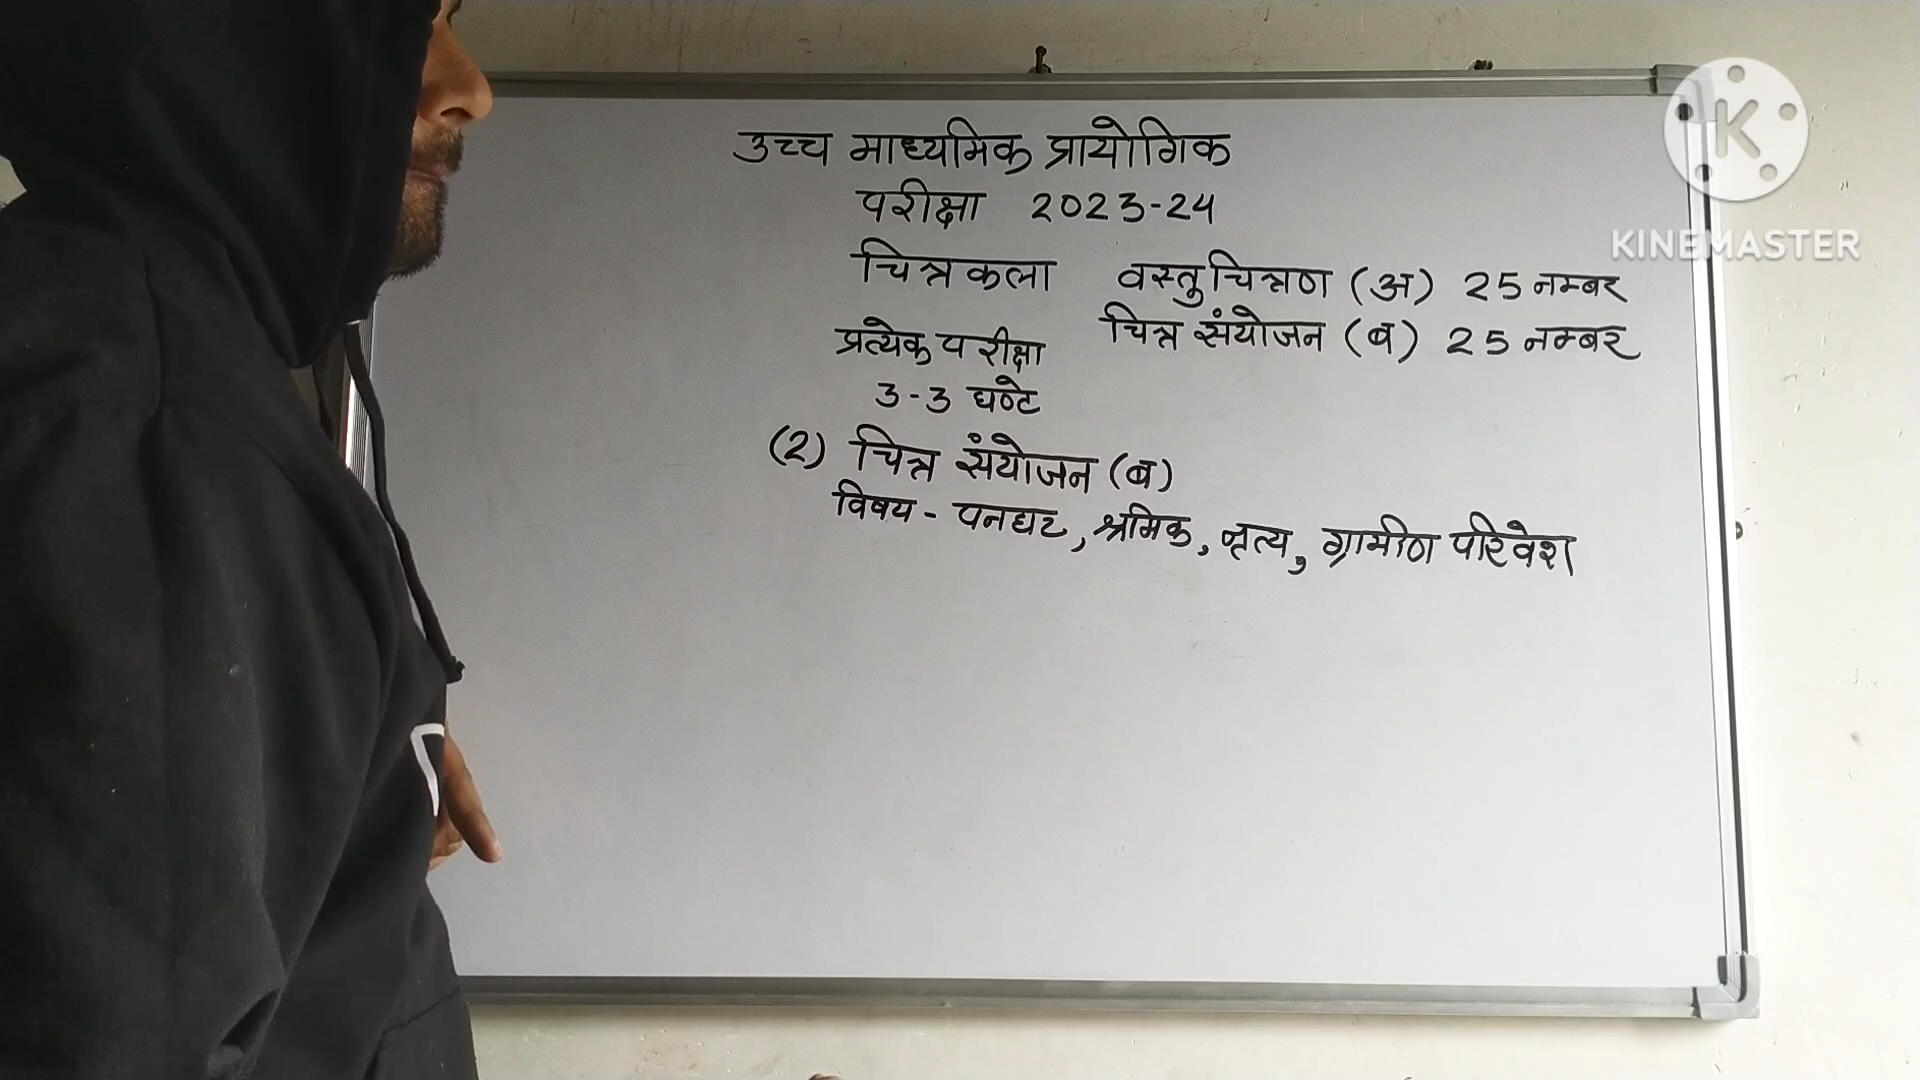 उच्च माध्यमिक प्रायोगिक
परीक्षा 2023-24
चित्रकला वस्तु चित्रण (अ) 25 नम्बर
चित्र संयोजन (ब) 25 नम्बर
प्रत्येक परीक्षा
3-3 घण्टे
(2) चित्र संयोजन (ब)
विषय - पनघट, श्रमिक, नृत्य, ग्रामीण परिवेश
K
KINEMASTER